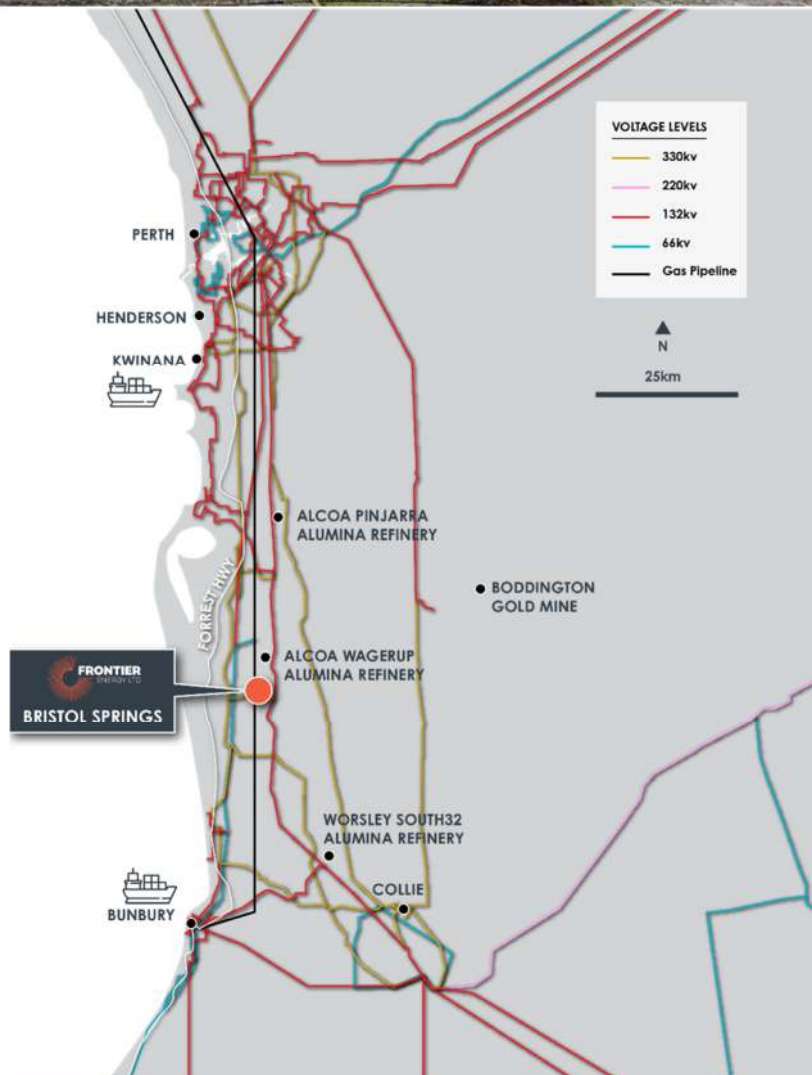 VOLTAGE LEVELS
330kv
220kv
132kv
66kv
Gas Pipeline
N
25km
PERTH
HENDERSON
KWINANA
ALCOA PINJARRA
ALUMINA REFINERY
BODDINGTON
GOLD MINE
FORREST HWY
ALCOA WAGERUP
ALUMINA REFINERY
FRONTIER
ENERGY LTD
BRISTOL SPRINGS
WORSLEY SOUTH32
ALUMINA REFINERY
COLLIE
BUNBURY